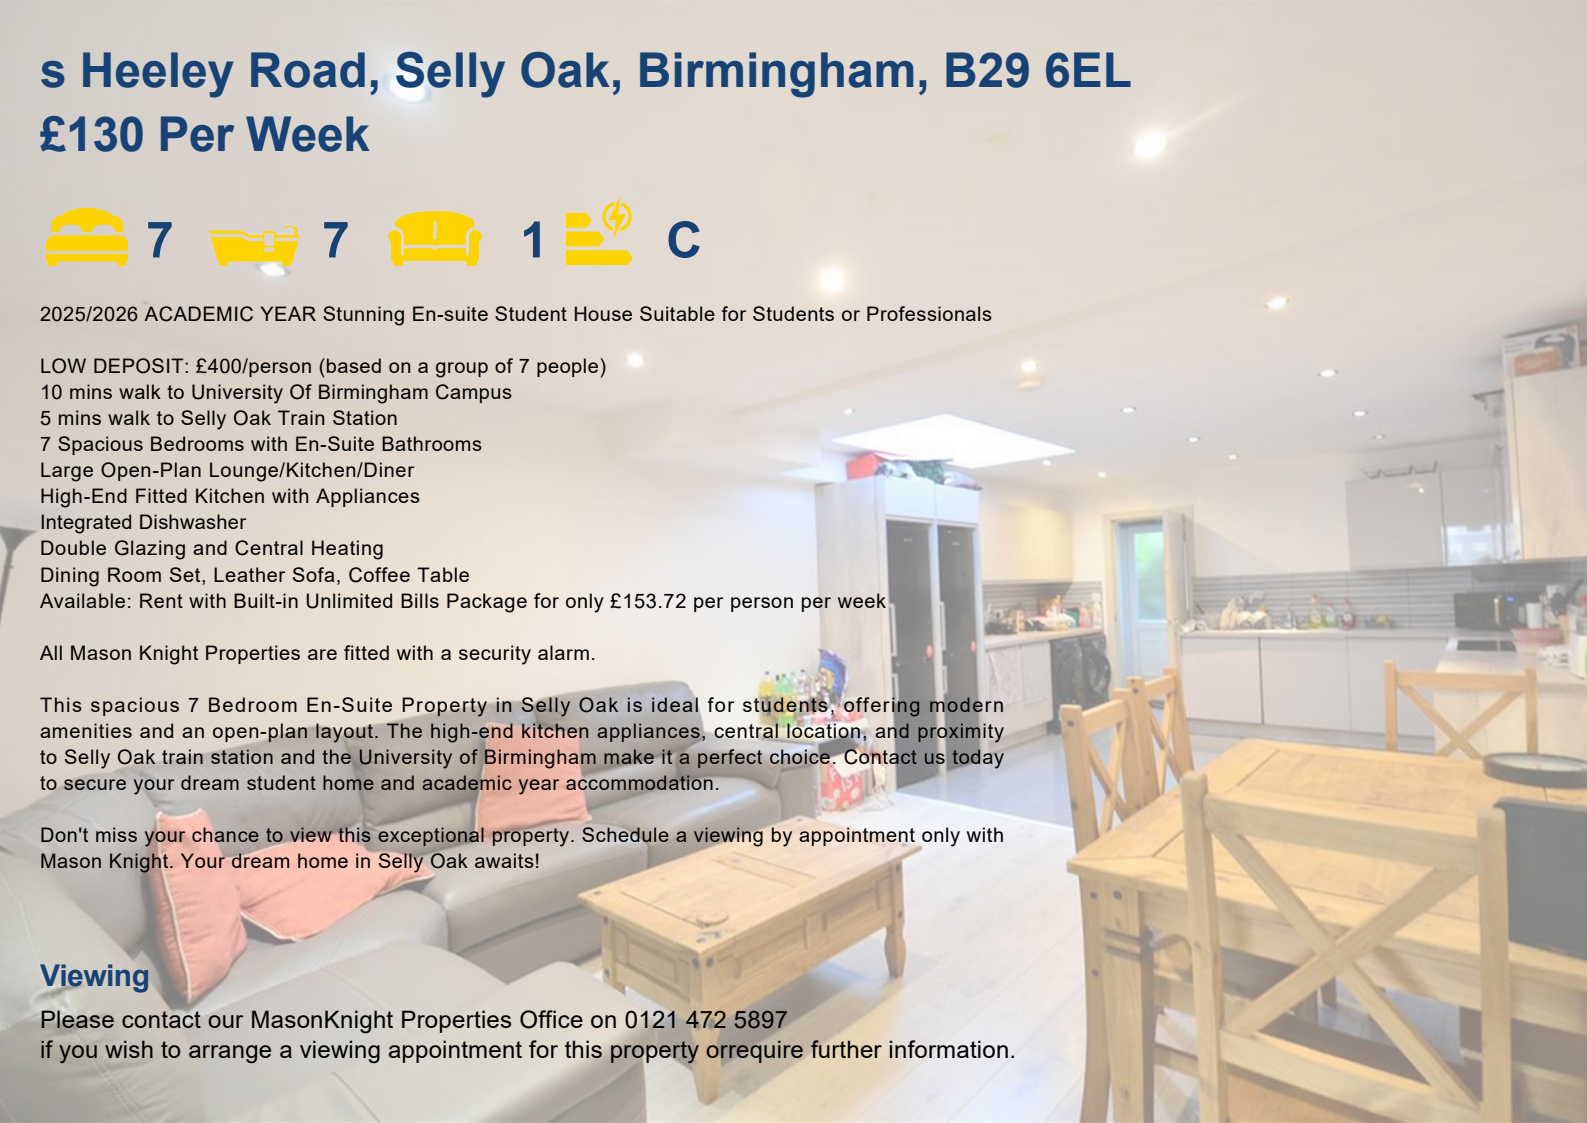 s Heeley Road, Selly Oak, Birmingham, B29 6EL
£130 Per Week
7 7 1 C
2025/2026 ACADEMIC YEAR Stunning En-suite Student House Suitable for Students or Professionals
LOW DEPOSIT: £400/person (based on a group of 7 people)
10 mins walk to University Of Birmingham Campus
5 mins walk to Selly Oak Train Station
7 Spacious Bedrooms with En-Suite Bathrooms
Large Open-Plan Lounge/Kitchen/Diner
High-End Fitted Kitchen with Appliances
Integrated Dishwasher
Double Glazing and Central Heating
Dining Room Set, Leather Sofa, Coffee Table
Available: Rent with Built-in Unlimited Bills Package for only £153.72 per person per week
All Mason Knight Properties are fitted with a security alarm.
This spacious 7 Bedroom En-Suite Property in Selly Oak is ideal for students, offering modern
amenities and an open-plan layout. The high-end kitchen appliances, central location, and proximity
to Selly Oak train station and the University of Birmingham make it a perfect choice. Contact us today
to secure your dream student home and academic year accommodation.
Don't miss your chance to view this exceptional property. Schedule a viewing by appointment only with
Mason Knight. Your dream home in Selly Oak awaits!
Viewing
Please contact our MasonKnight Properties Office on 0121 472 5897
if you wish to arrange a viewing appointment for this property orrequire further information.